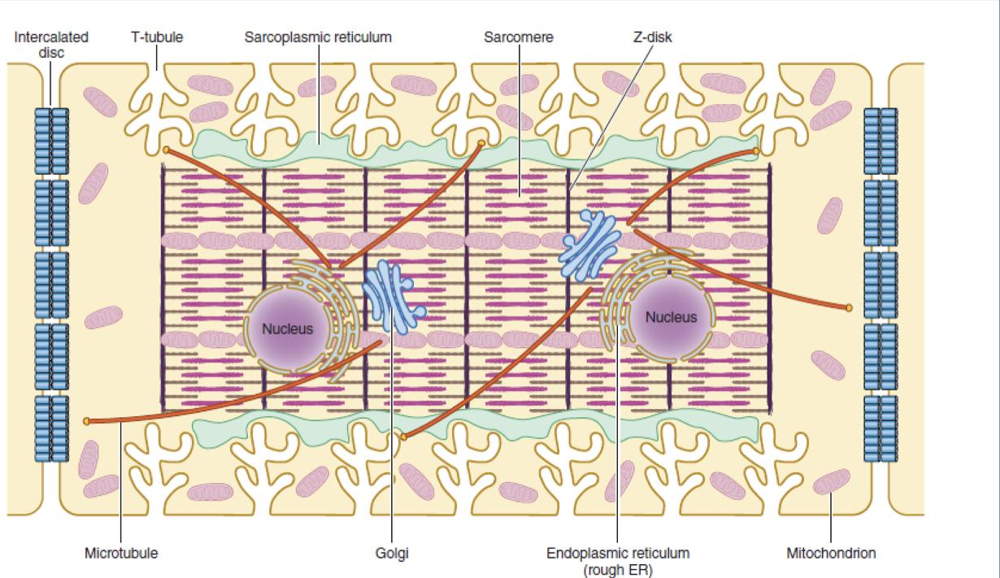 Intercalated
disc
T-tubule
Sarcoplasmic reticulum
Sarcomere
Z-disk
Nucleus
Nucleus
Microtubule
Golgi
Endoplasmic reticulum
(rough ER)
Mitochondrion